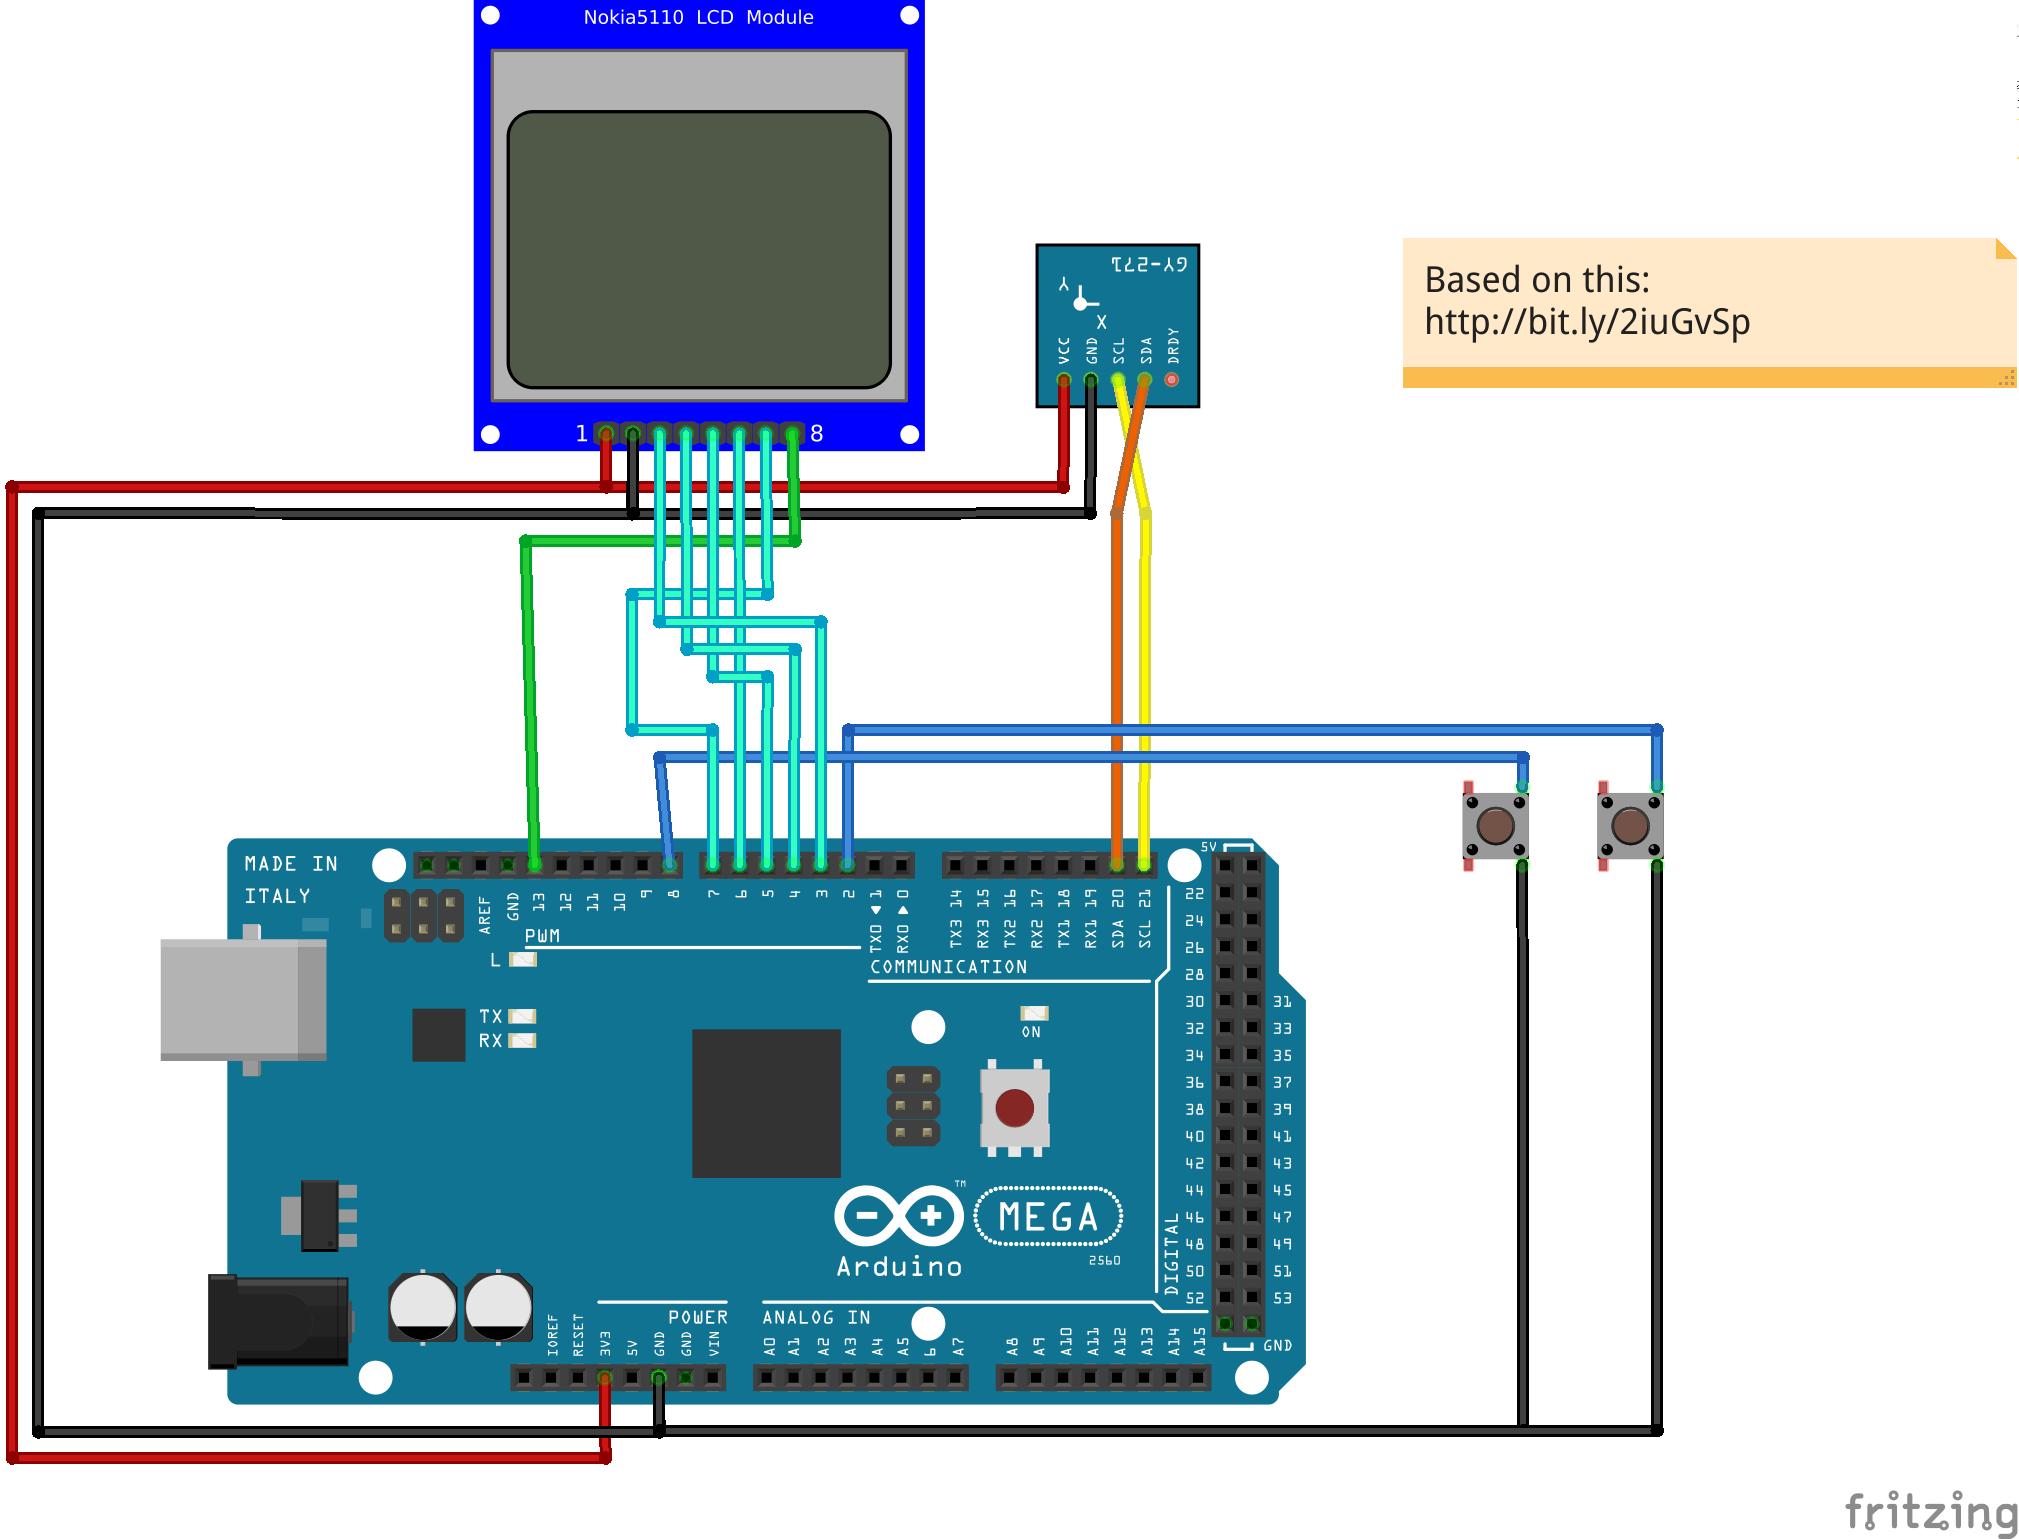 Nokia5110 LCD Module
1
8
GY-271
Y
X
VCC
GND
SCL
SDA
DRDY
Based on this:
http://bit.ly/2iuGvSp
MADE IN
ITALY
AREF
GND
13
12
11
10
9
8
7
6
5
4
3
2
TX0 1
RX0 0
TX3 14
RX3 15
TX2 16
RX2 17
TX1 18
RX1 19
SDA 20
SCL 21
PWM
COMMUNICATION
L
TX
RX
ON
5V
22
24
26
28
30 31
32 33
34 35
36 37
38 39
40 41
42 43
44 45
46 47
48 49
50 51
52 53
GND
DIGITAL
TM
MEGA
Arduino
2560
POWER
ANALOG IN
IOREF
RESET
3V3
5V
GND
GND
VIN
A0
A1
A2
A3
A4
A5
6
A7
A8
A9
A10
A11
A12
A13
A14
A15
fritzing